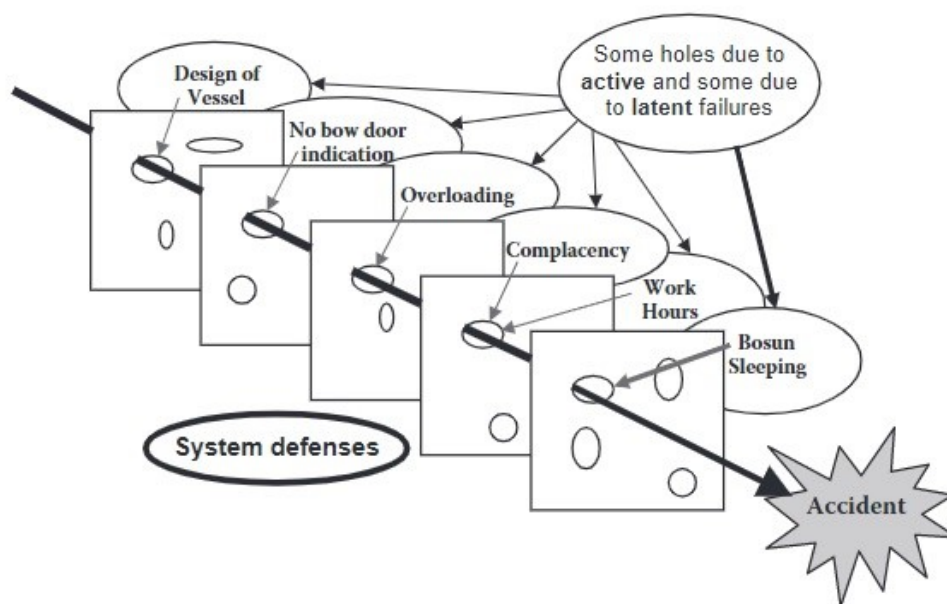 Some holes due to
active and some due
to latent failures
Design of
Vessel
No bow door
indication
Overloading
Complacency
Work
Hours
Bosun
Sleeping
System defenses
Accident